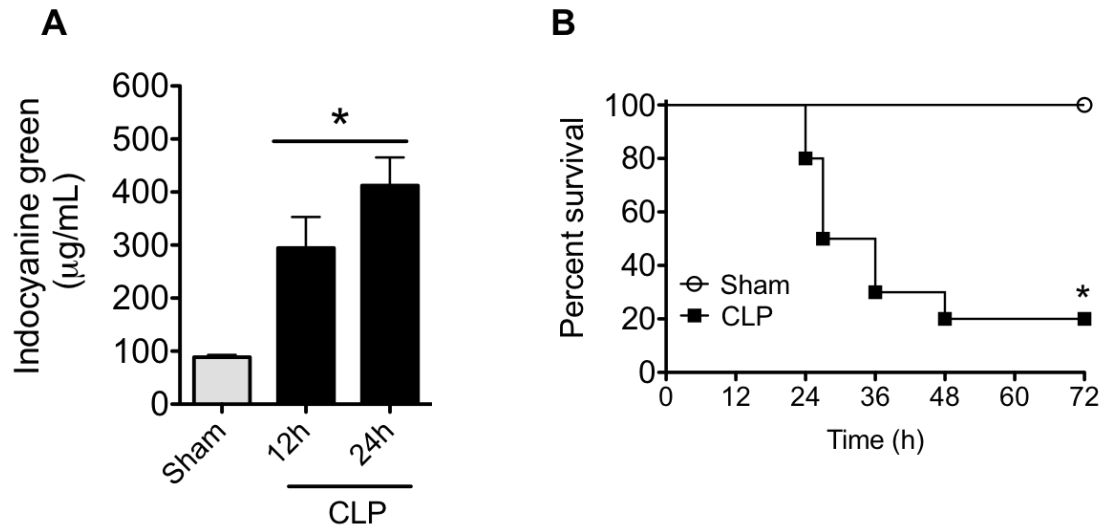 A
Indocyanine green
(µg/mL)
600
500
400
300
200
100
0
*
Sham
12h
24h
CLP
B
Percent survival
100
80
60
40
20
0
Sham
CLP
*
0 12 24 36 48 60 72
Time (h)